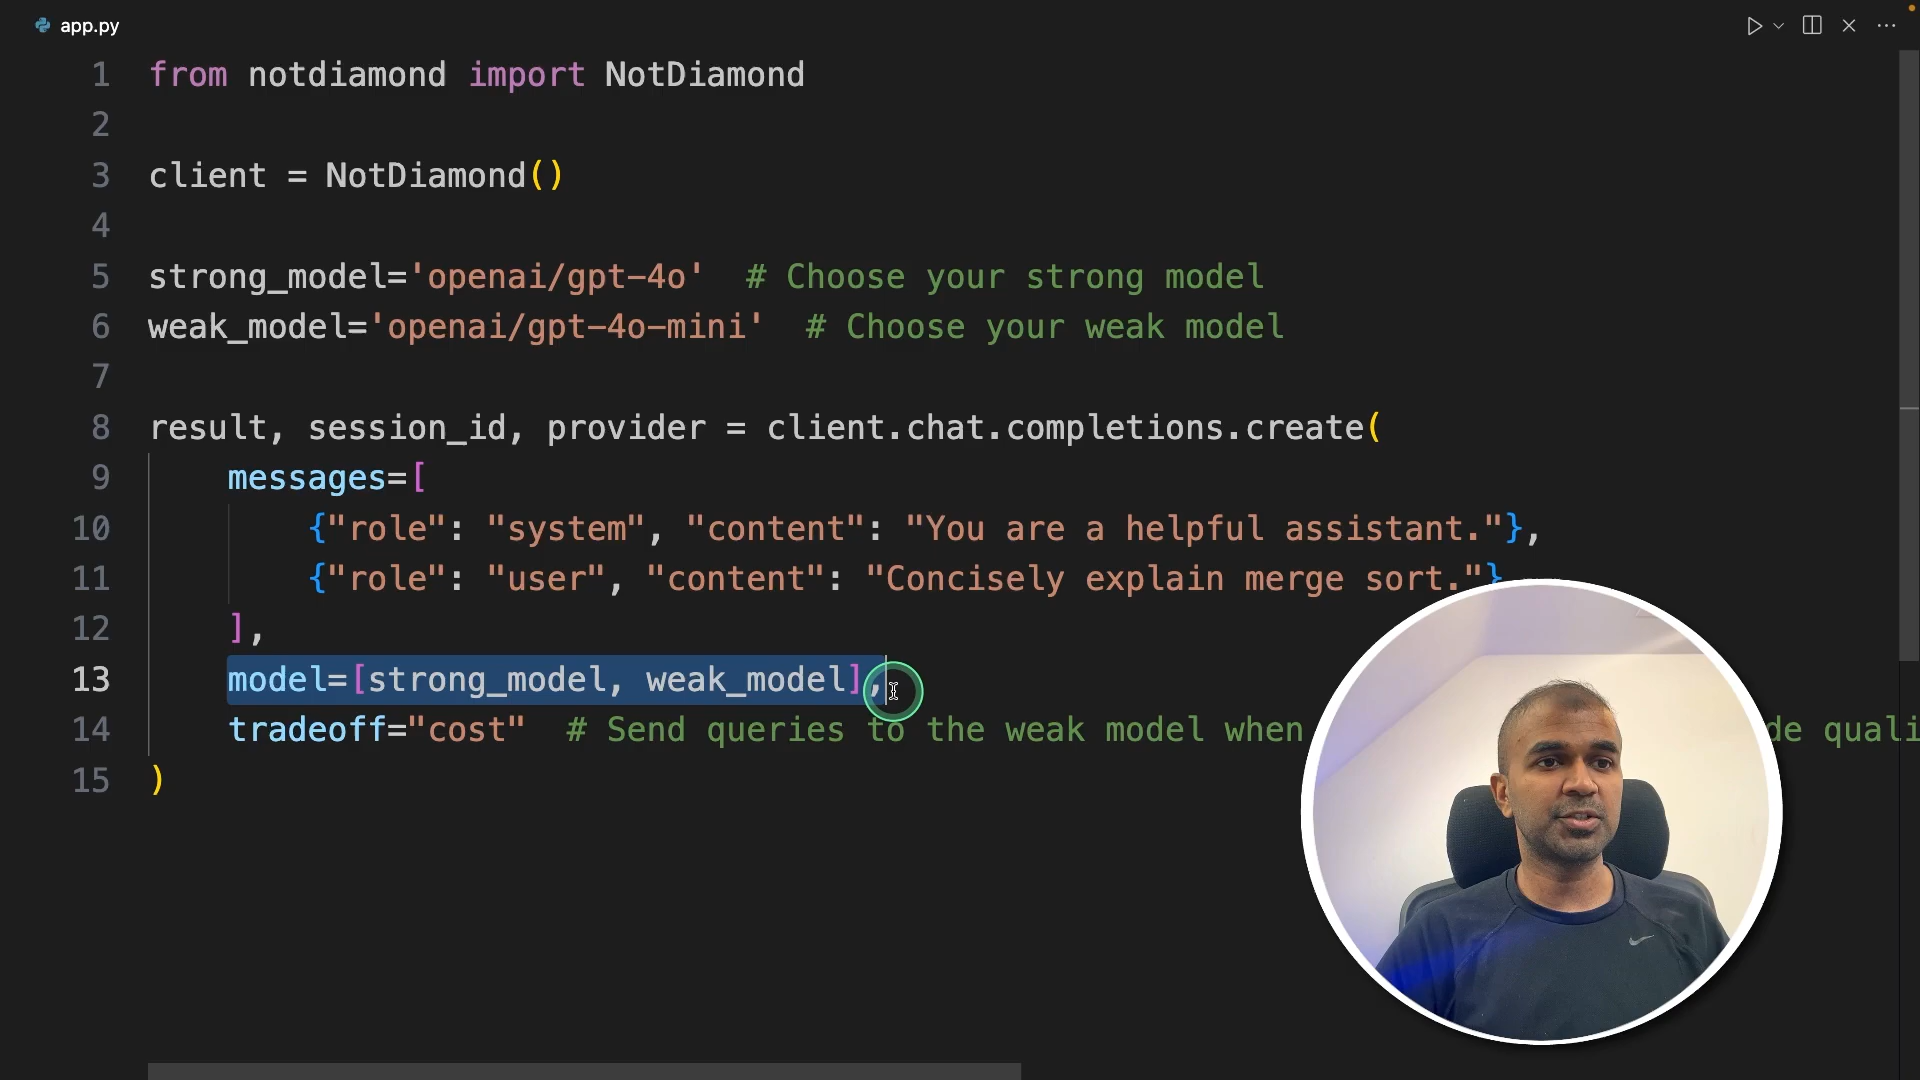 app.py
1 from notdiamond import NotDiamond
2
3 client = NotDiamond()
4
5 strong_model='openai/gpt-4o'  # Choose your strong model
6 weak_model='openai/gpt-4o-mini'  # Choose your weak model
7
8 result, session_id, provider = client.chat.completions.create(
9     messages=[
10         {"role": "system", "content": "You are a helpful assistant."},
11         {"role": "user", "content": "Concisely explain merge sort."}
12     ],
13     model=[strong_model, weak_model],
14     tradeoff="cost"  # Send queries to the weak model when
15 )